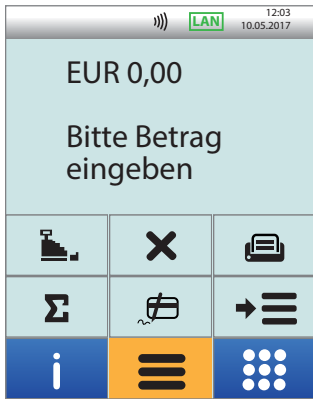 LAN
12:03
10.05.2017
EUR 0,00
Bitte Betrag
eingeben
Σ
i